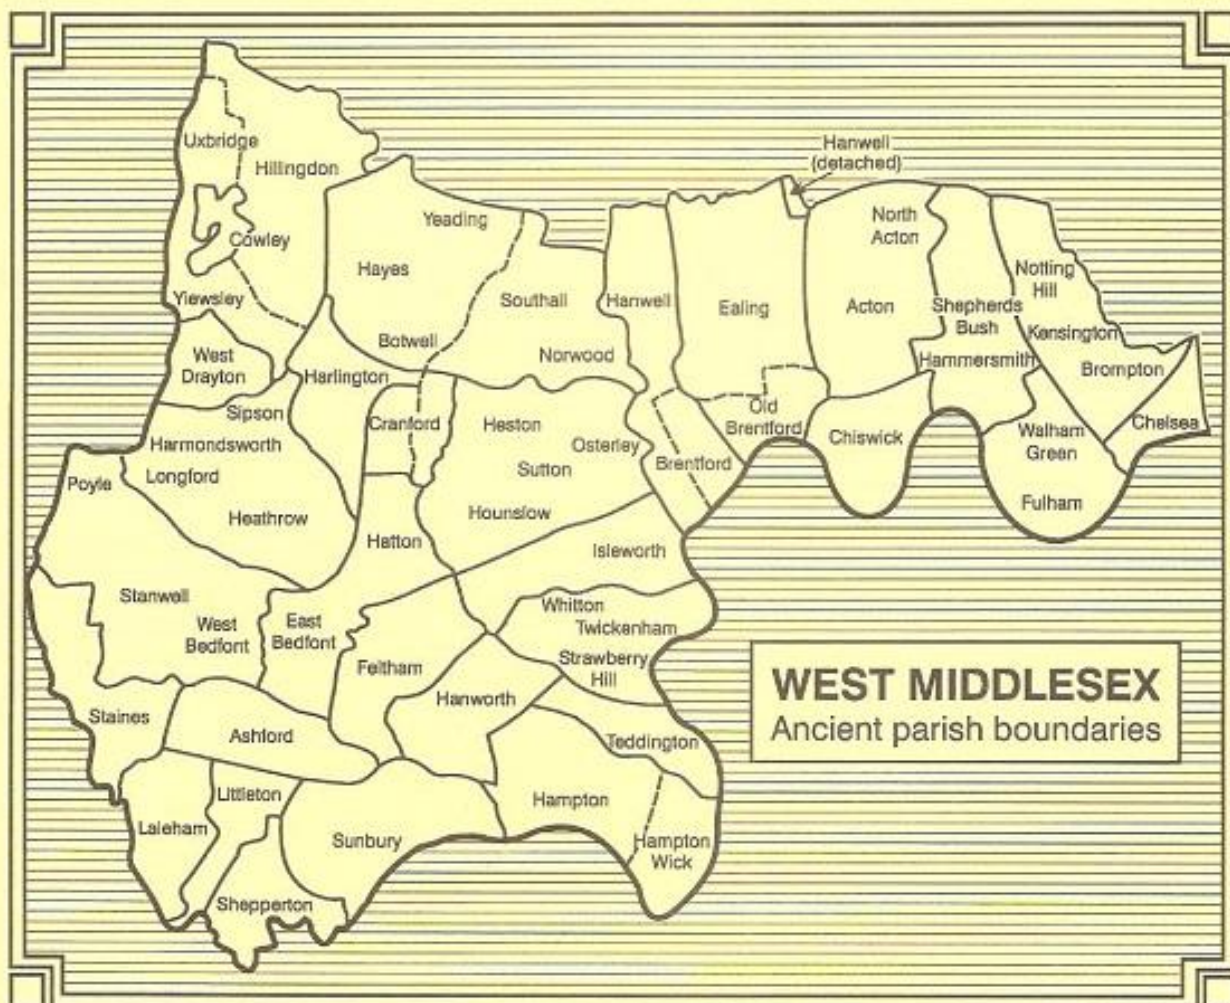 Hanwell
(detached)
Uxbridge
Hillingdon
Yeading
North
Acton
Cowley
Hayes
Notting
Hill
Yiewsley
Southall
Hanwell
Ealing
Acton
Shepherds
Bush
Kensington
Botwell
Norwood
West
Drayton
Harlington
Hammersmith
Brompton
Sipson
Cranford
Heston
Old
Brentford
Chelsea
Harmondsworth
Osterley
Chiswick
Walham
Green
Longford
Sutton
Brentford
Poyle
Heathrow
Hounslow
Fulham
Hatton
Isleworth
Stanwell
Whitton
Twickenham
West
Bedfont
East
Bedfont
Feltham
Strawberry
Hill
WEST MIDDLESEX
Ancient parish boundaries
Hanworth
Staines
Ashford
Teddington
Littleton
Hampton
Laleham
Sunbury
Hampton
Wick
Shepperton